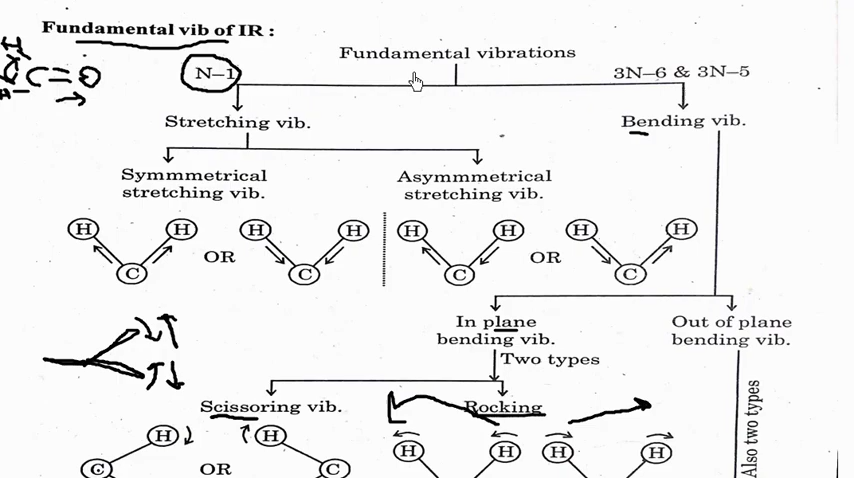 Fundamental vib of IR :
Fundamental vibrations
C=O
N–1
3N–6 & 3N–5
Stretching vib.
Bending vib.
Symmmetrical
stretching vib.
Asymmmetrical
stretching vib.
H H OR H H H H OR H H
C C C C
In plane
bending vib.
Out of plane
bending vib.
Two types
Scissoring vib.
Rocking
Also two types
H H H H H H
C OR C